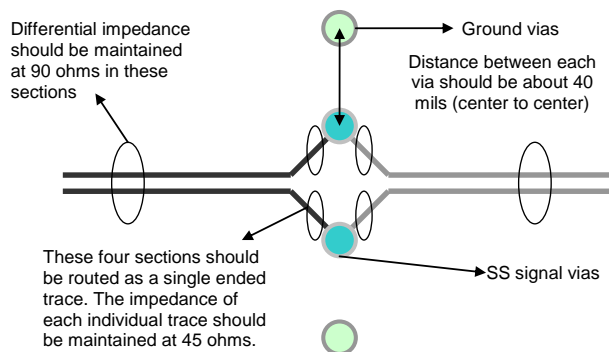 Differential impedance
should be maintained
at 90 ohms in these
sections
Ground vias
Distance between each
via should be about 40
mils (center to center)
These four sections should
be routed as a single ended
trace. The impedance of
each individual trace should
be maintained at 45 ohms.
SS signal vias